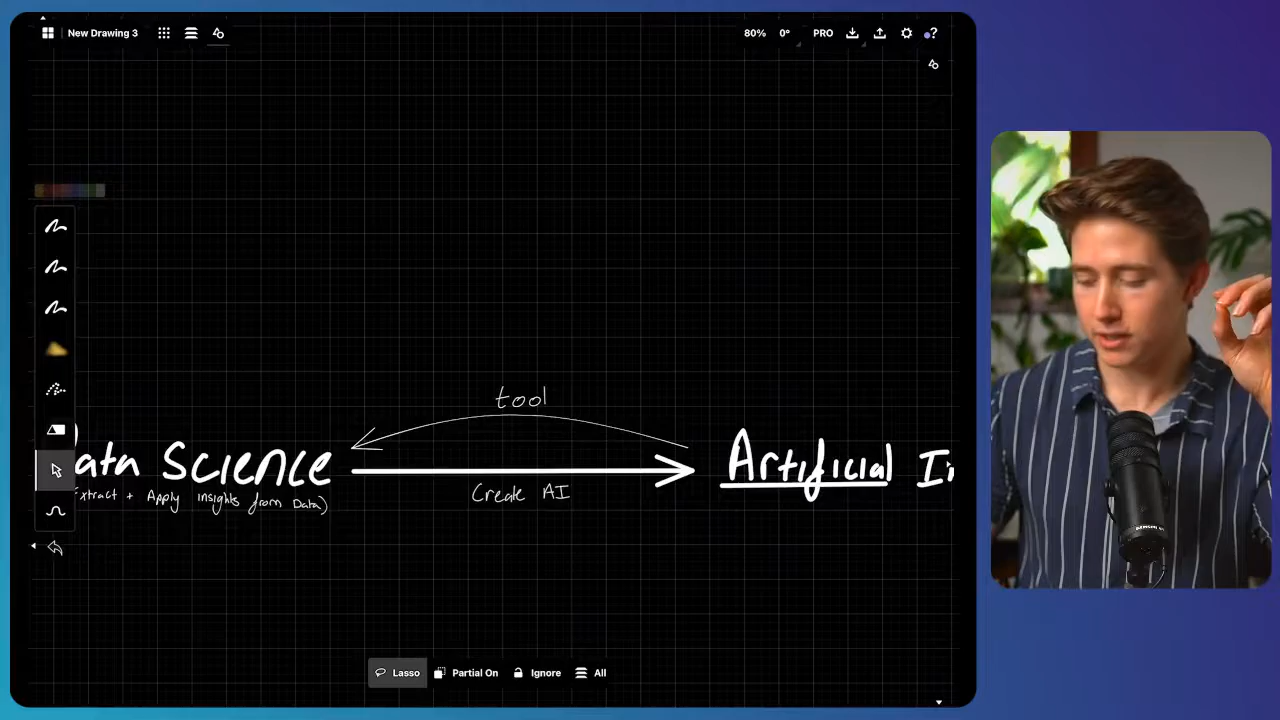 New Drawing 3
80% 0° PRO ?
tool
ata Science
Artificial
Create AI
xtract + Apply insights from Data)
Lasso Partial On Ignore All